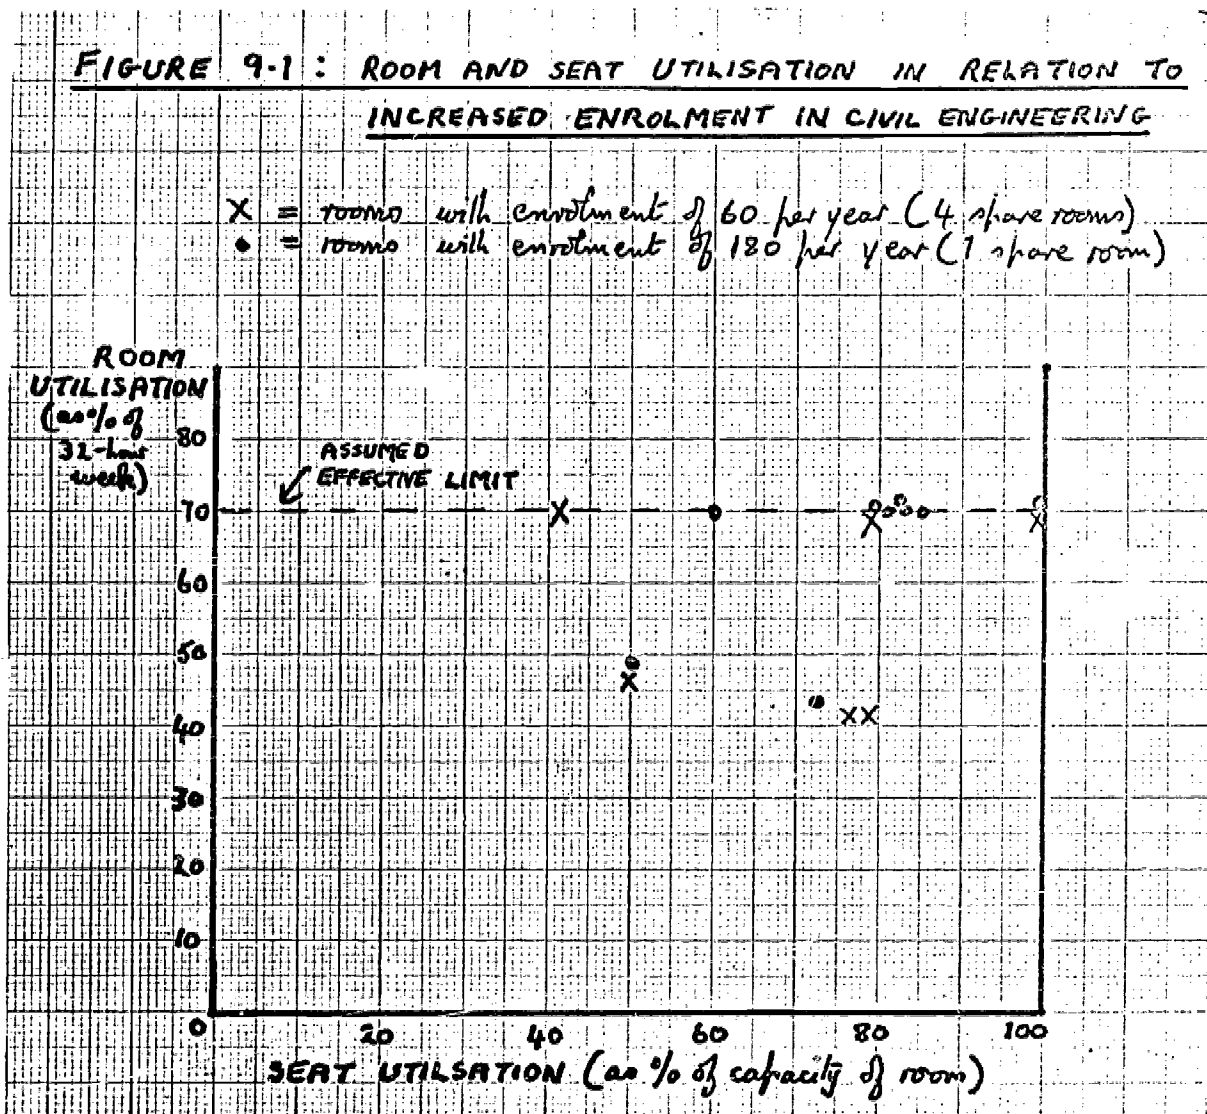 FIGURE 9.1 : ROOM AND SEAT UTILISATION IN RELATION TO
INCREASED ENROLMENT IN CIVIL ENGINEERING
X = rooms with enrolment of 60 per year (4 spare rooms)
• = rooms with enrolment of 180 per year (1 spare room)
ROOM
UTILISATION
(as % of
32-hour
week)
80
ASSUMED
EFFECTIVE LIMIT
70
60
50
40
30
20
10
0 20 40 60 80 100
SEAT UTILSATION (as % of capacity of room)